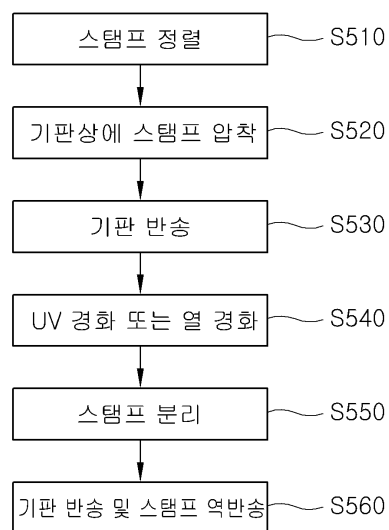 스탬프 정렬 S510
기판상에 스탬프 압착 S520
기판 반송 S530
UV 경화 또는 열 경화 S540
스탬프 분리 S550
기판 반송 및 스탬프 역반송 S560